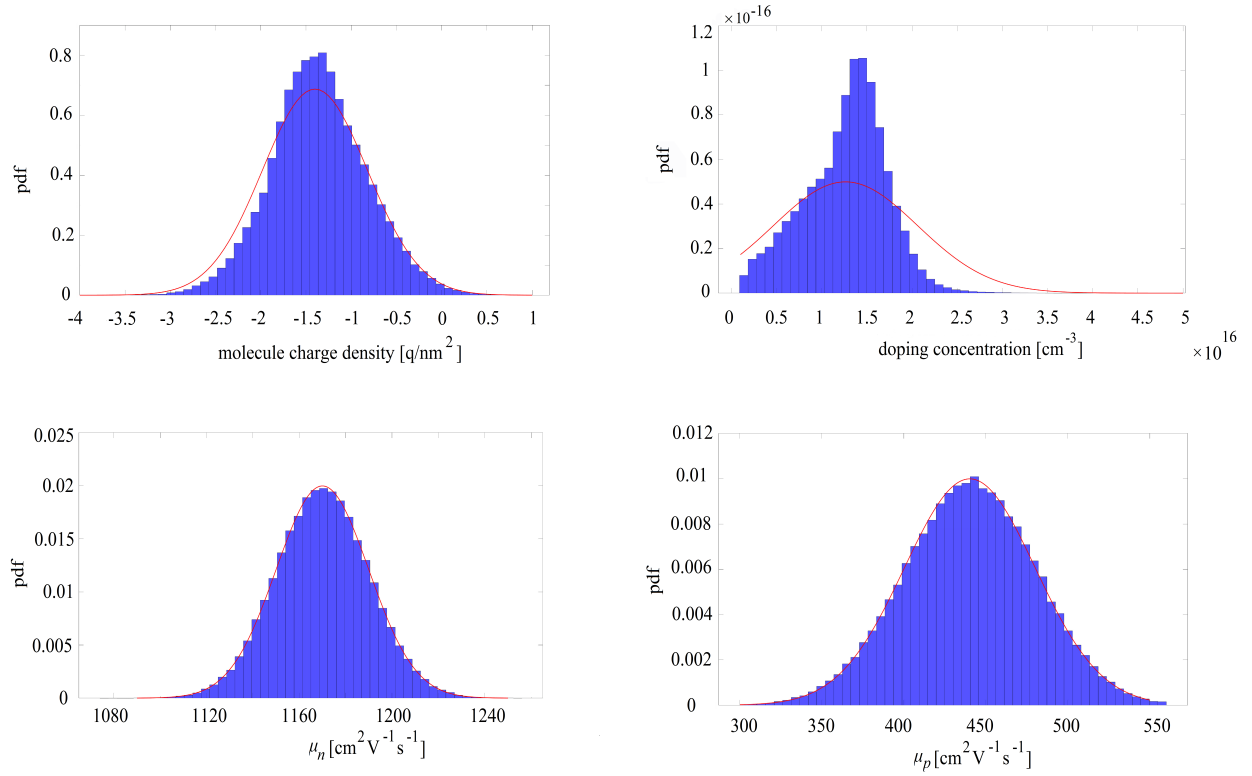 ×10-16
0.8
0.6
0.4
0.2
0
pdf
-4 -3.5 -3 -2.5 -2 -1.5 -1 -0.5 0 0.5 1
molecule charge density [q/nm2]
1.2
1
0.8
0.6
0.4
0.2
0
pdf
0 0.5 1 1.5 2 2.5 3 3.5 4 4.5 5
doping concentration [cm-3]
×10 16
0.025
0.02
0.015
0.01
0.005
0
pdf
1080 1120 1160 1200 1240
μn [cm2V-1s-1]
0.012
0.01
0.008
0.006
0.004
0.002
0
pdf
300 350 400 450 500 550
μp [cm2V-1s-1]